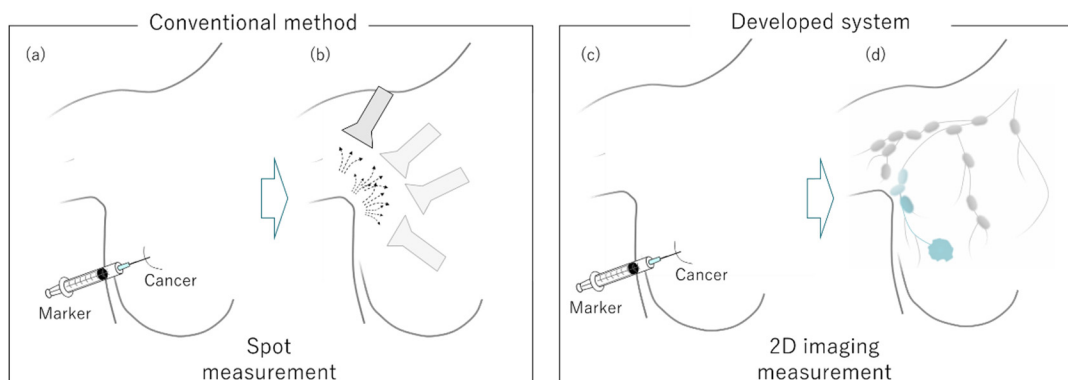 Conventional method
(a)
(b)
Cancer
Marker
Spot
measurement
Developed system
(c)
(d)
Cancer
Marker
2D imaging
measurement